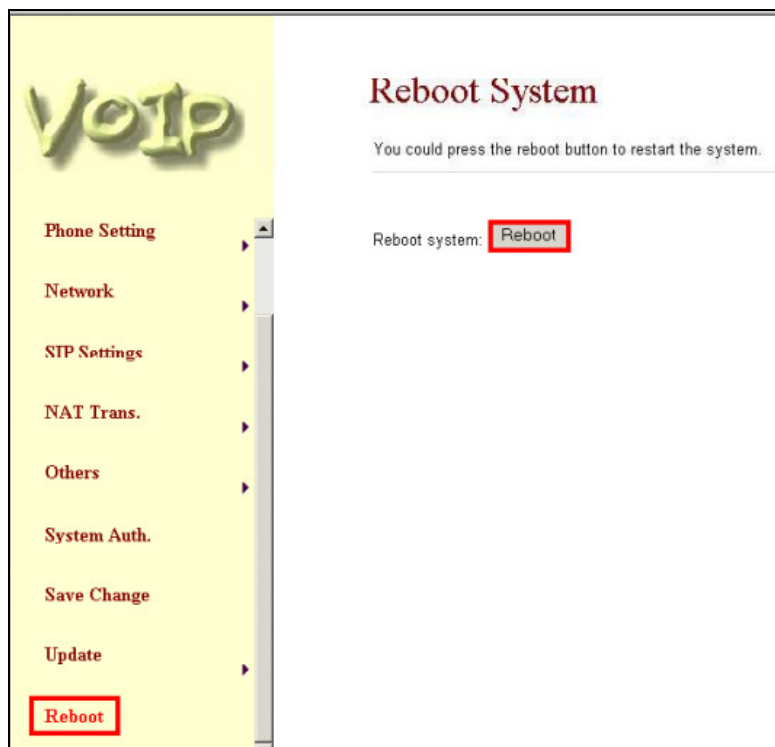 VOIP
Phone Setting
Network
SIP Settings
NAT Trans.
Others
System Auth.
Save Change
Update
Reboot
Reboot System
You could press the reboot button to restart the system.
Reboot system: Reboot